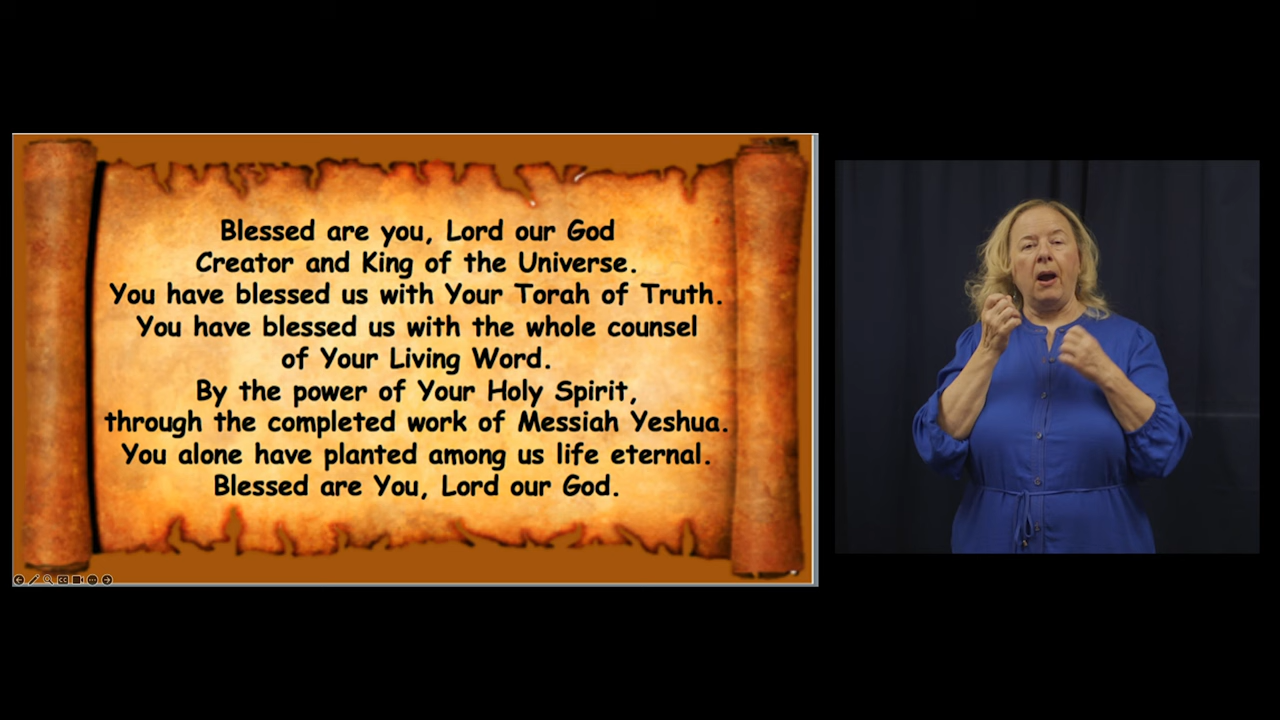 Blessed are you, Lord our God
Creator and King of the Universe.
You have blessed us with Your Torah of Truth.
You have blessed us with the whole counsel
of Your Living Word.
By the power of Your Holy Spirit,
through the completed work of Messiah Yeshua.
You alone have planted among us life eternal.
Blessed are You, Lord our God.